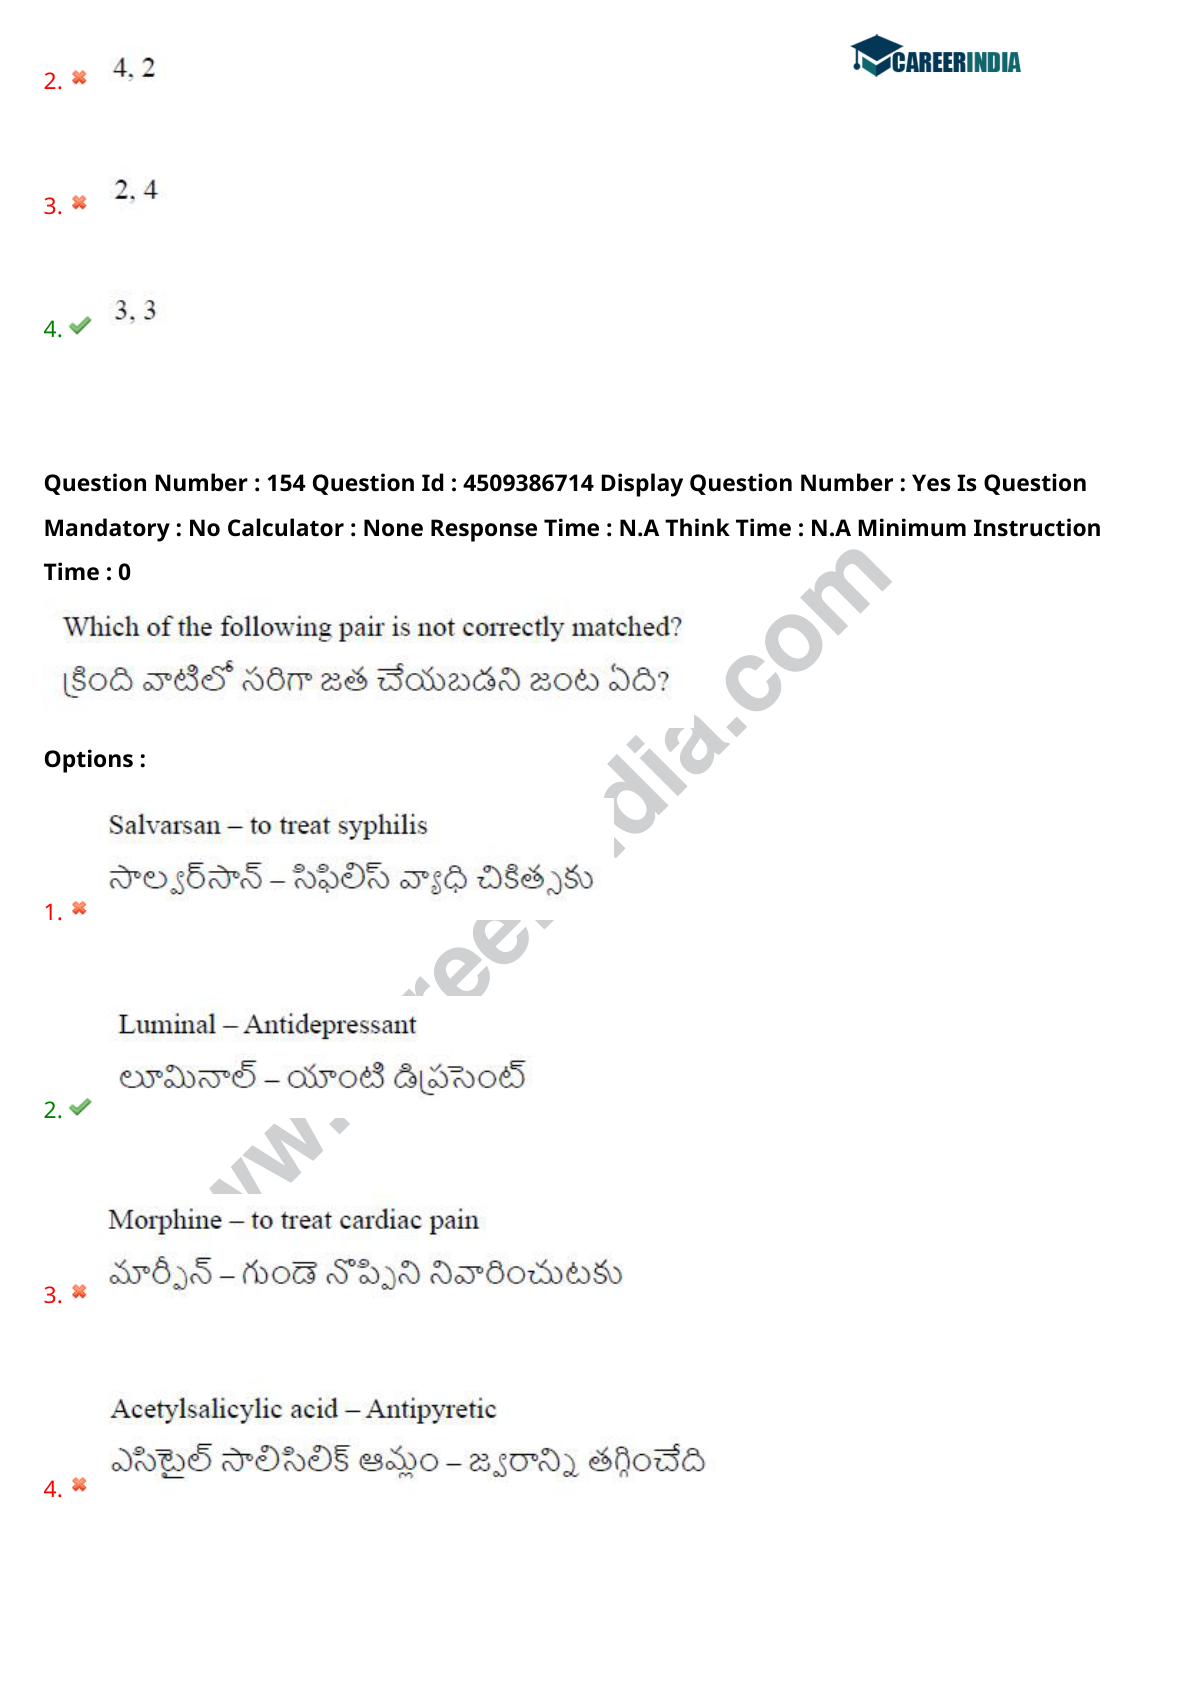 CAREERINDIA
2. 4, 2
3. 2, 4
4. 3, 3
Question Number : 154 Question Id : 4509386714 Display Question Number : Yes Is Question
Mandatory : No Calculator : None Response Time : N.A Think Time : N.A Minimum Instruction
Time : 0
Which of the following pair is not correctly matched?
క్రింది వాటిలో సరిగా జత చేయబడని జంట ఏది?
Options :
Salvarsan – to treat syphilis
సాల్వర్‌సాన్ – సిఫిలిస్ వ్యాధి చికిత్సకు
1.
Luminal – Antidepressant
లూమినాల్ – యాంటి డిప్రసెంట్
2.
Morphine – to treat cardiac pain
మార్ఫీన్ – గుండె నొప్పిని నివారించుటకు
3.
Acetylsalicylic acid – Antipyretic
ఎసిటైల్ సాలిసిలిక్ ఆమ్లం – జ్వరాన్ని తగ్గించేది
4.